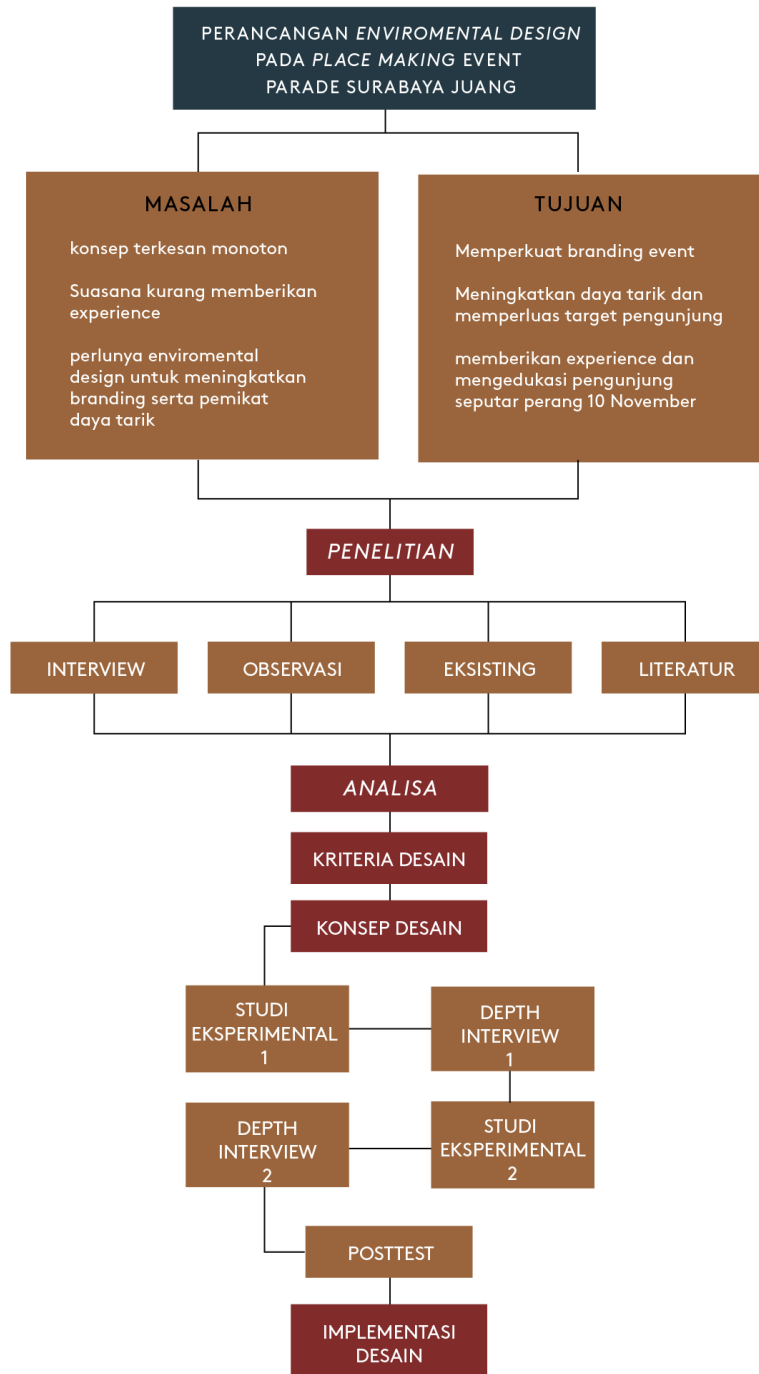 PERANCANGAN ENVIROMENTAL DESIGN
PADA PLACE MAKING EVENT
PARADE SURABAYA JUANG
MASALAH
konsep terkesan monoton
Suasana kurang memberikan
experience
perlunya enviromental
design untuk meningkatkan
branding serta pemikat
daya tarik
TUJUAN
Memperkuat branding event
Meningkatkan daya tarik dan
memperluas target pengunjung
memberikan experience dan
mengedukasi pengunjung
seputar perang 10 November
PENELITIAN
INTERVIEW
OBSERVASI
EKSISTING
LITERATUR
ANALISA
KRITERIA DESAIN
KONSEP DESAIN
STUDI
EKSPERIMENTAL
1
DEPTH
INTERVIEW
1
STUDI
EKSPERIMENTAL
2
DEPTH
INTERVIEW
2
POSTTEST
IMPLEMENTASI
DESAIN